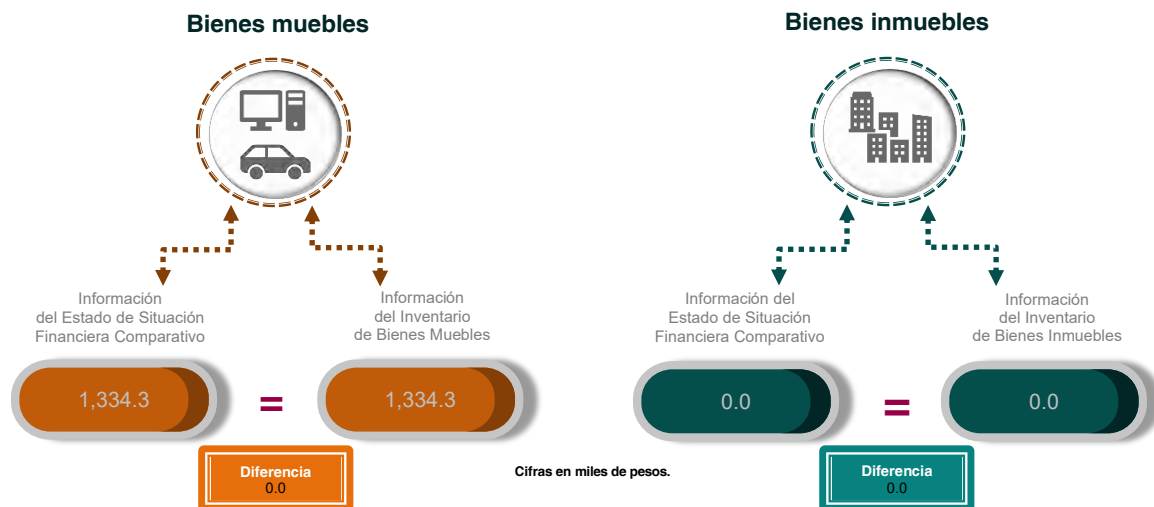 Bienes muebles
Información
del Estado de Situación
Financiera Comparativo
Información
del Inventario
de Bienes Muebles
1,334.3
=
1,334.3
Diferencia
0.0
Cifras en miles de pesos.
Bienes inmuebles
Información del
Estado de Situación
Financiera Comparativo
Información
del Inventario
de Bienes Inmuebles
0.0
=
0.0
Diferencia
0.0